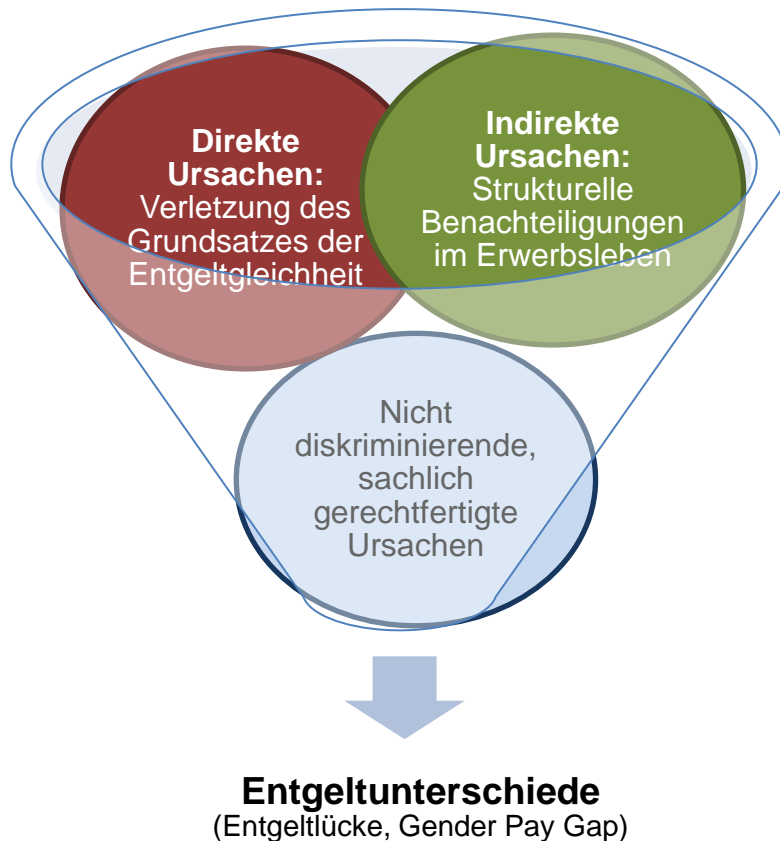 Direkte
Ursachen:
Verletzung des
Grundsatzes der
Entgeltgleichheit
Indirekte
Ursachen:
Strukturelle
Benachteiligungen
im Erwerbsleben
Nicht
diskriminierende,
sachlich
gerechtfertigte
Ursachen
Entgeltunterschiede
(Entgeltlücke, Gender Pay Gap)